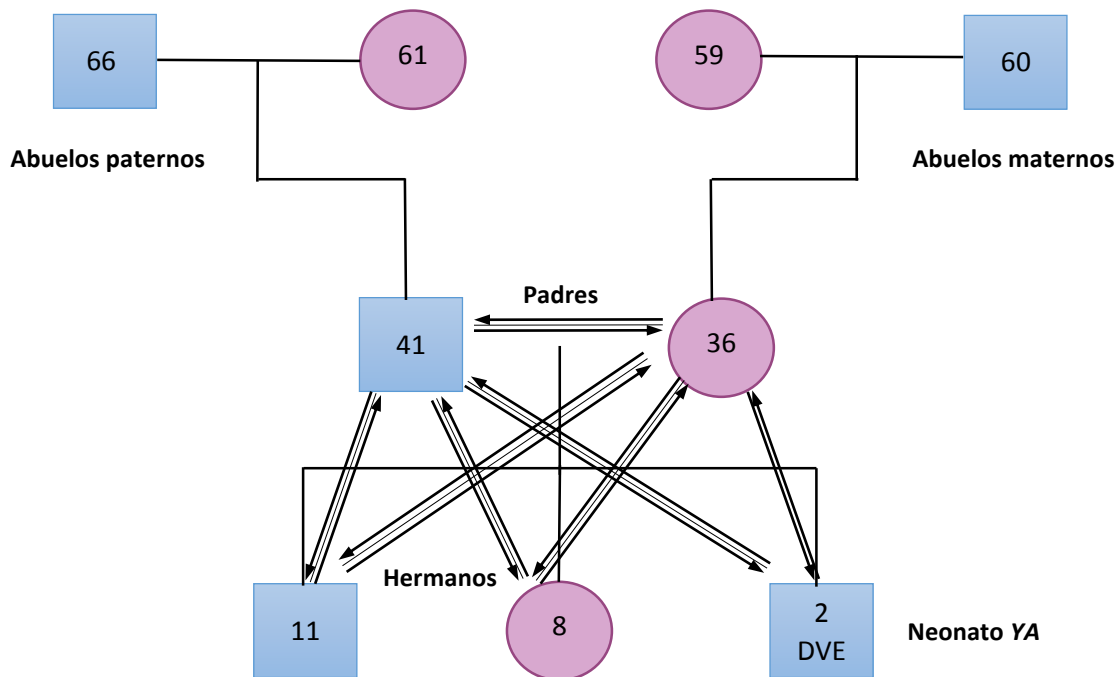 66
61
59
60
Abuelos paternos
Abuelos maternos
Padres
41
36
Hermanos
11
8
2
DVE
Neonato YA